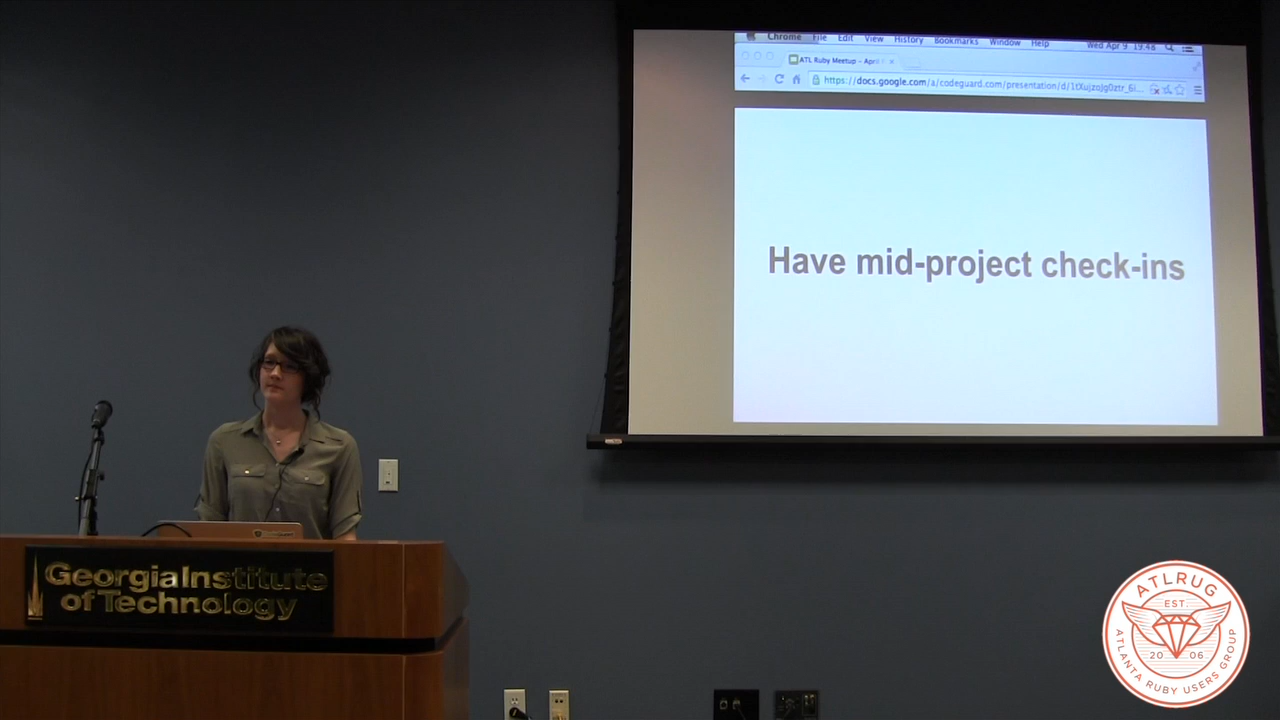 Chrome File Edit View History Bookmarks Window Help Wed Apr 9 19:48
ATL Ruby Meetup - April
https://docs.google.com/a/codeguard.com/presentation/d/
Have mid-project check-ins
Georgia Institute
of Technology
ATLRUG
EST.
20 06
ATLANTA RUBY USERS GROUP